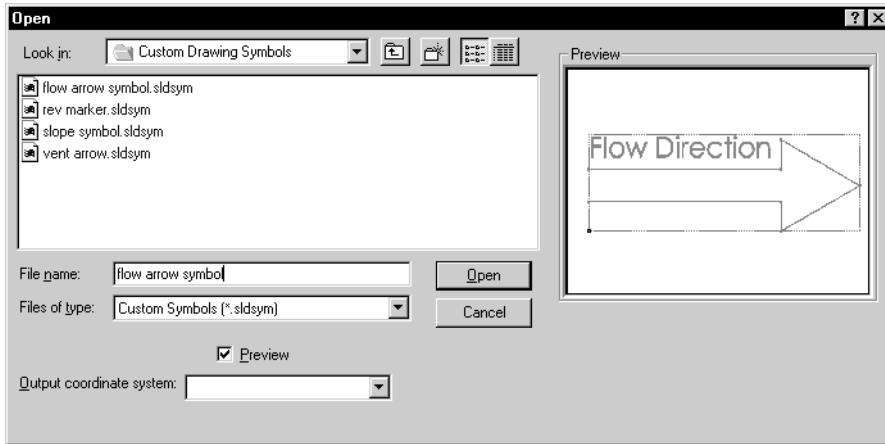 Open
Look in: Custom Drawing Symbols
flow arrow symbol.sldsym
rev marker.sldsym
slope symbol.sldsym
vent arrow.sldsym
File name: flow arrow symbol
Open
Files of type: Custom Symbols (*.sldsym)
Cancel
Preview
Output coordinate system:
Preview
Flow Direction